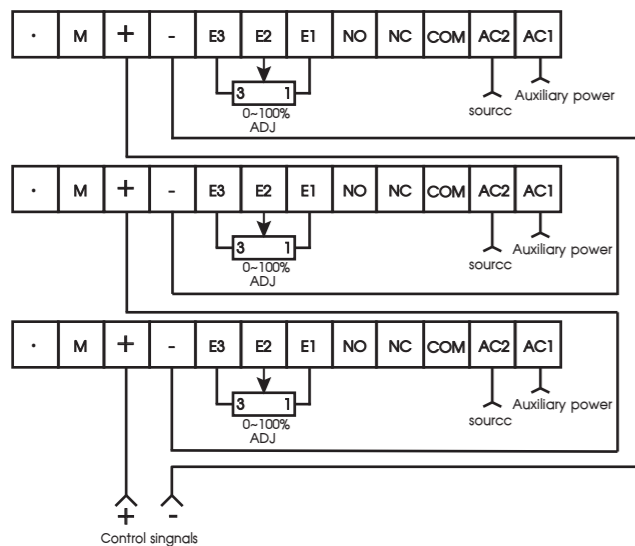 · M + - E3 E2 E1 NO NC COM AC2 AC1
3 1
0~100%
ADJ
sourcc
Auxiliary power
· M + - E3 E2 E1 NO NC COM AC2 AC1
3 1
0~100%
ADJ
sourcc
Auxiliary power
· M + - E3 E2 E1 NO NC COM AC2 AC1
3 1
0~100%
ADJ
sourcc
Auxiliary power
+ -
Control singnals